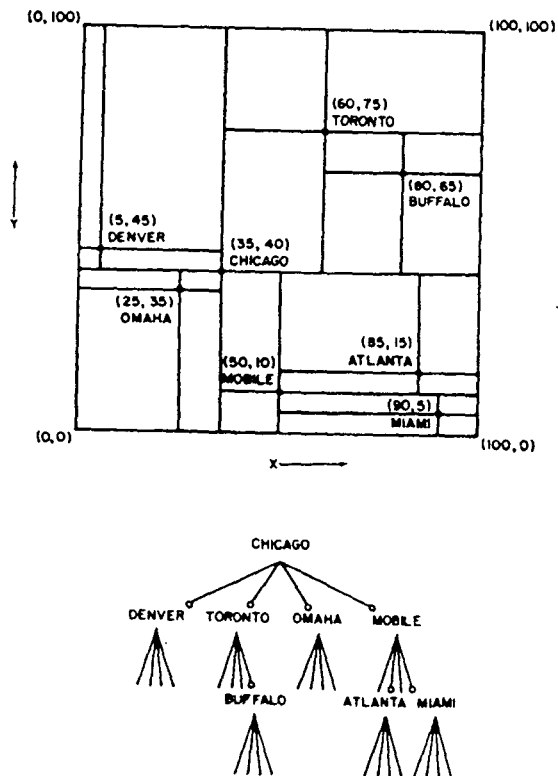 (0,100)
(100,100)
(60,75)
TORONTO
(80,65)
BUFFALO
Y
(5,45)
DENVER
(35,40)
CHICAGO
(25,35)
OMAHA
(85,15)
ATLANTA
(50,10)
MOBILE
(90,5)
MIAMI
(0,0)
(100,0)
X
CHICAGO
DENVER TORONTO OMAHA MOBILE
BUFFALO ATLANTA MIAMI